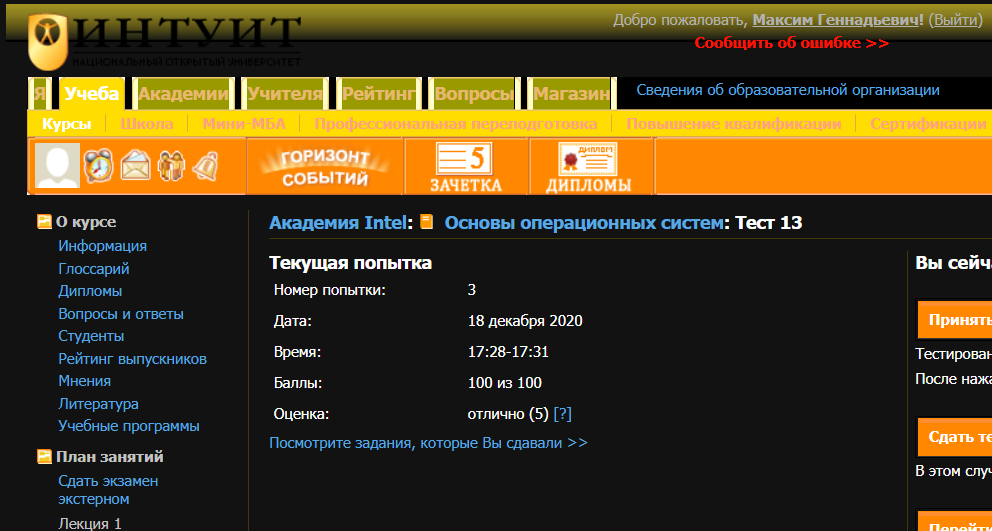 Добро пожаловать, Максим Геннадьевич! (Выйти)
Сообщить об ошибке >>
ИНТУИТ
НАЦИОНАЛЬНЫЙ ОТКРЫТЫЙ УНИВЕРСИТЕТ
Я Учеба Академии Учителя Рейтинг Вопросы Магазин Сведения об образовательной организации
Курсы Школа Мини-МБА Профессиональная переподготовка Повышение квалификации Сертификации
ГОРИЗОНТ СОБЫТИЙ
5 ЗАЧЕТКА
ДИПЛОМ ДИПЛОМЫ
О курсе
Информация
Глоссарий
Дипломы
Вопросы и ответы
Студенты
Рейтинг выпускников
Мнения
Литература
Учебные программы
План занятий
Сдать экзамен
экстерном
Лекция 1
Академия Intel: Основы операционных систем: Тест 13
Текущая попытка
Номер попытки: 3
Дата: 18 декабря 2020
Время: 17:28-17:31
Баллы: 100 из 100
Оценка: отлично (5) [?]
Посмотрите задания, которые Вы сдавали >>
Вы сейч
Принять
Тестирован
После нажа
Сдать те
В этом случ
Перейти